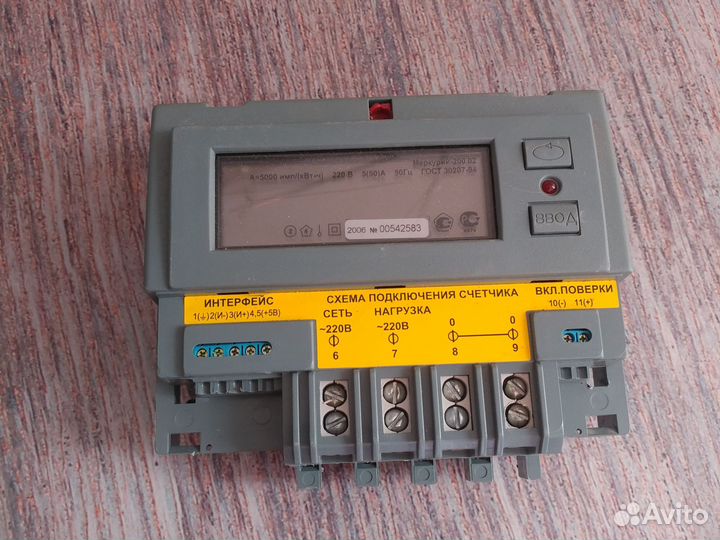 Меркурий 200.02
А=5000 имп/(кВт·ч) 220 В 5(50)А 50Гц ГОСТ 30207-94
2006 № 00542583
ВВОД
ИНТЕРФЕЙС
1(⏚)2(И-)3(И+)4,5(+5В)
СХЕМА ПОДКЛЮЧЕНИЯ СЧЕТЧИКА
СЕТЬ НАГРУЗКА
~220В ~220В 0 0
6 7 8 9
ВКЛ.ПОВЕРКИ
10(-) 11(+)
Avito